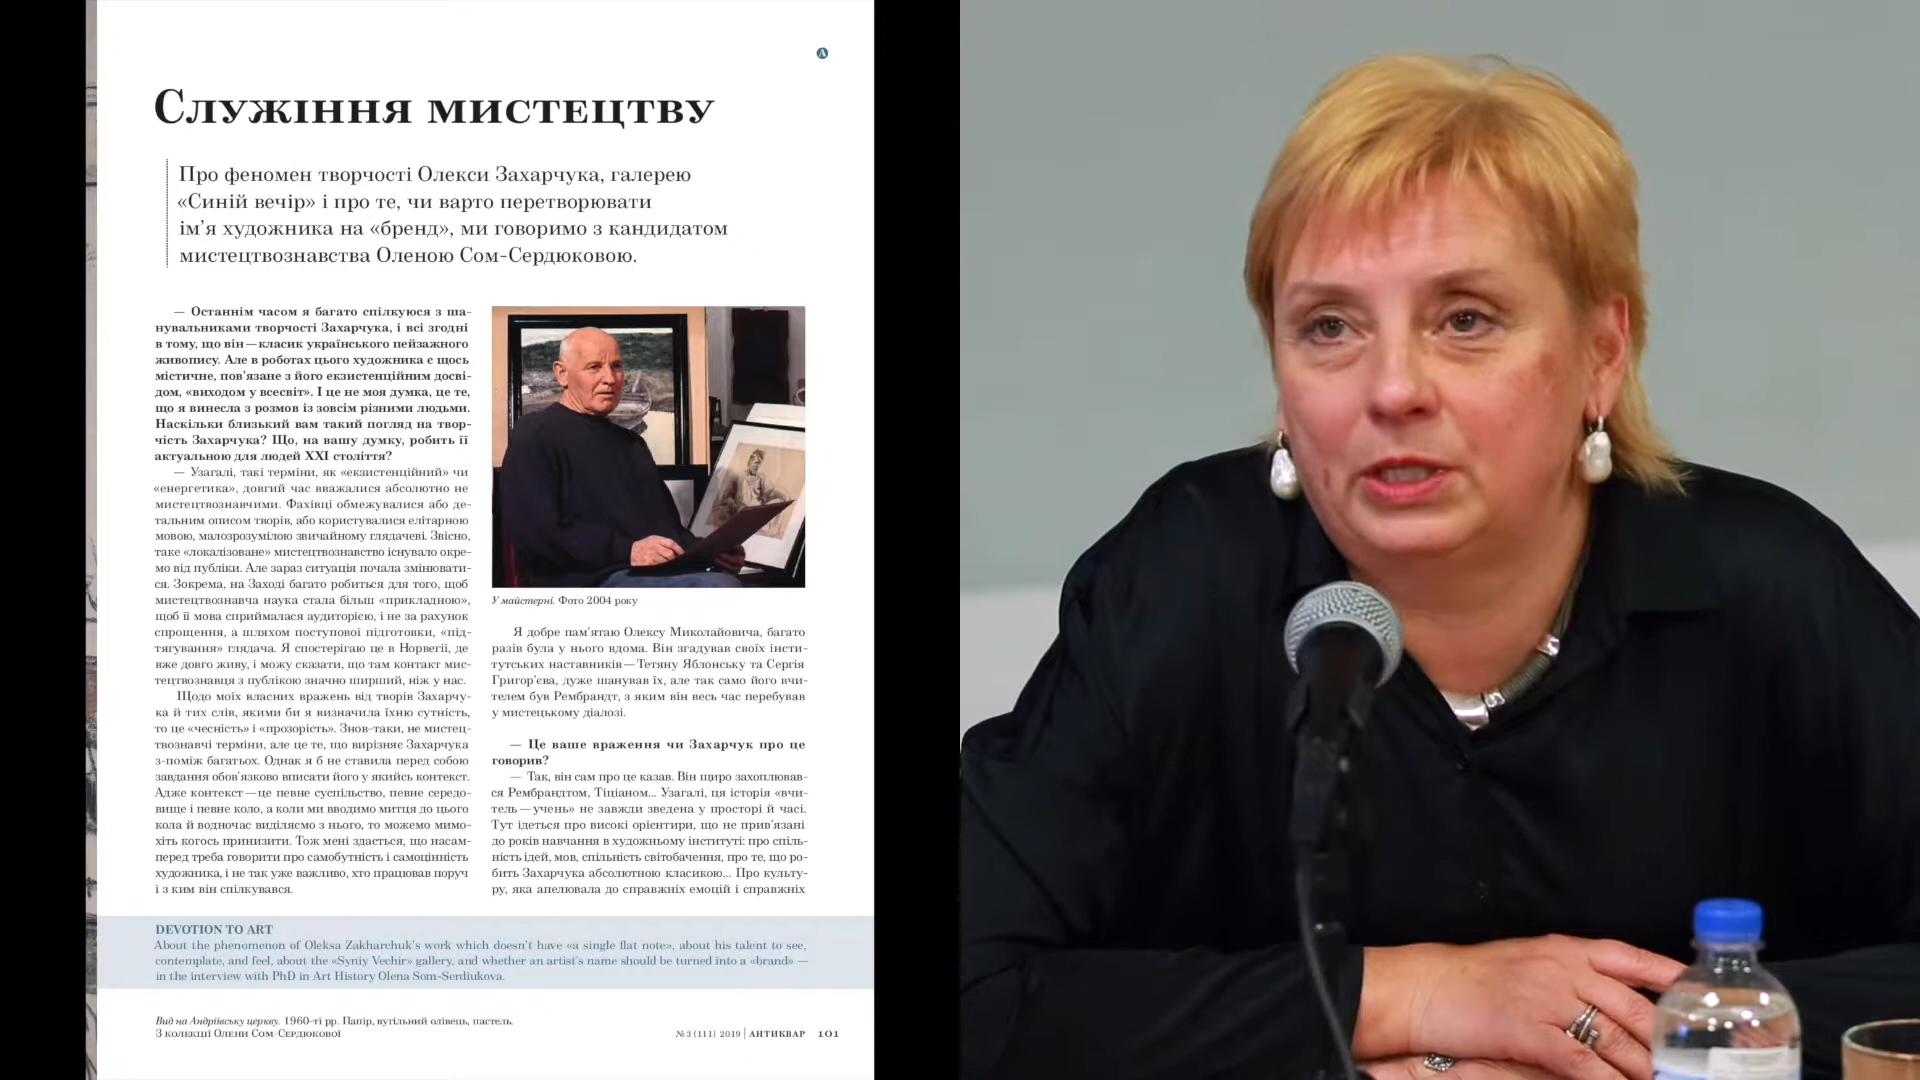 А
Служіння мистецтву
Про феномен творчості Олекси Захарчука, галерею
«Синій вечір» і про те, чи варто перетворювати
ім’я художника на «бренд», ми говоримо з кандидатом
мистецтвознавства Оленою Сом-Сердюковою.
— Останнім часом я багато спілкуюся з ша-
нувальниками творчості Захарчука, і всі згодні
в тому, що він — класик українського пейзажного
живопису. Але в роботах цього художника є щось
містичне, пов’язане з його екзистенційним досві-
дом, «виходом у всесвіт». І це не моя думка, це те,
що я винесла з розмов із зовсім різними людьми.
Наскільки близький вам такий погляд на твор-
чість Захарчука? Що, на вашу думку, робить її
актуальною для людей XXI століття?
— Узагалі, такі терміни, як «екзистенційний» чи
«енергетика», довгий час вважалися абсолютно не
мистецтвознавчими. Фахівці обмежувалися або де-
тальним описом творів, або користувалися елітарною
мовою, малозрозумілою звичайному глядачеві. Звісно,
таке «локалізоване» мистецтвознавство існувало окре-
мо від публіки. Але зараз ситуація почала змінювати-
ся. Зокрема, на Заході багато робиться для того, щоб
мистецтвознавча наука стала більш «прикладною»,
щоб її мова сприймалася аудиторією, і не за рахунок
спрощення, а шляхом поступової підготовки, «під-
тягування» глядача. Я спостерігаю це в Норвегії, де
вже довго живу, і можу сказати, що там контакт мис-
тецтвознавця з публікою значно ширший, ніж у нас.
Щодо моїх власних вражень від творів Захарчу-
ка й тих слів, якими би я визначила їхню сутність,
то це «чесність» і «прозорість». Знов-таки, не мистец-
твознавчі терміни, але це те, що вирізняє Захарчука
з-поміж багатьох. Однак я б не ставила перед собою
завдання обов’язково вписати його у якийсь контекст.
Адже контекст — це певне суспільство, певне середо-
вище і певне коло, а коли ми вводимо митця до цього
кола й водночас виділяємо з нього, то можемо мимо-
хіть когось принизити. Тож мені здається, що насам-
перед треба говорити про самобутність і самоцінність
художника, і не так уже важливо, хто працював поруч
і з ким він спілкувався.
У майстерні. Фото 2004 року
Я добре пам’ятаю Олексу Миколайовича, багато
разів була у нього вдома. Він згадував своїх інсти-
тутських наставників — Тетяну Яблонську та Сергія
Григор’єва, дуже шанував їх, але так само його вчи-
телем був Рембрандт, з яким він весь час перебував
у мистецькому діалозі.
— Це ваше враження чи Захарчук про це
говорив?
— Так, він сам про це казав. Він щиро захоплював-
ся Рембрандтом, Тіціаном... Узагалі, ця історія «вчи-
тель — учень» не завжди зведена у просторі й часі.
Тут ідеться про високі орієнтири, що не прив’язані
до років навчання в художньому інституті: про спіль-
ність ідей, мов, спільність світобачення, про те, що ро-
бить Захарчука абсолютною класикою... Про культу-
ру, яка апелювала до справжніх емоцій і справжніх
DEVOTION TO ART
About the phenomenon of Oleksa Zakharchuk’s work which doesn’t have «a single flat note», about his talent to see,
contemplate, and feel, about the «Syniy Vechir» gallery, and whether an artist’s name should be turned into a «brand» —
in the interview with PhD in Art History Olena Som-Serdiukova.
Вид на Андріївську церкву. 1960-ті рр. Папір, вугільний олівець, пастель.
З колекції Олени Сом-Сердюкової
№ 3 (111) 2019 | АНТИКВАР 101